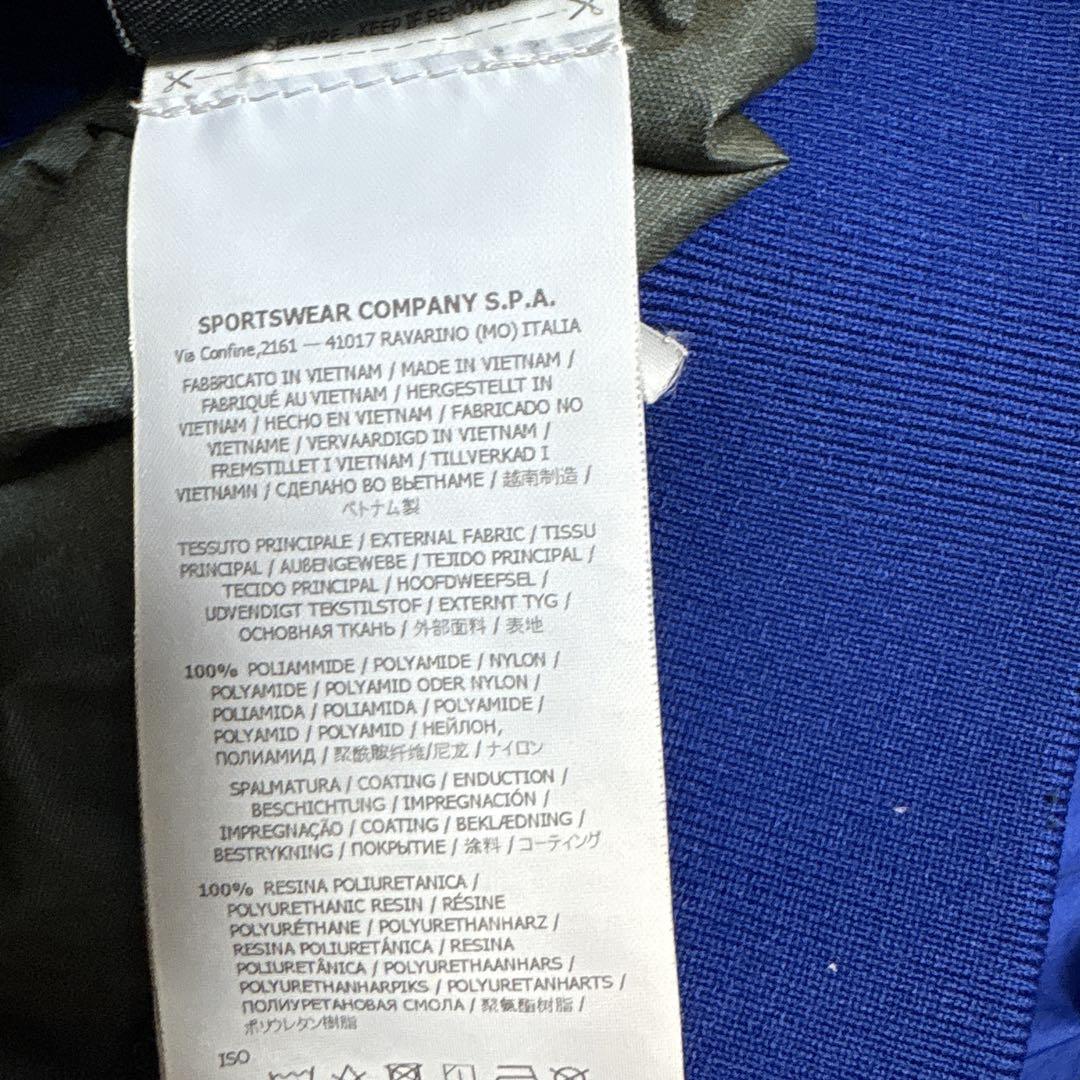 SEPARARE - KEEP IF REMOVED
SPORTSWEAR COMPANY S.P.A.
Via Confine,2161 — 41017 RAVARINO (MO) ITALIA
FABBRICATO IN VIETNAM / MADE IN VIETNAM /
FABRIQUÉ AU VIETNAM / HERGESTELLT IN
VIETNAM / HECHO EN VIETNAM / FABRICADO NO
VIETNAME / VERVAARDIGD IN VIETNAM /
FREMSTILLET I VIETNAM / TILLVERKAD I
VIETNAMN / СДЕЛАНО ВО ВЬЕТНАМЕ / 越南制造 /
ベトナム製
TESSUTO PRINCIPALE / EXTERNAL FABRIC / TISSU
PRINCIPAL / AUßENGEWEBE / TEJIDO PRINCIPAL /
TECIDO PRINCIPAL / HOOFDWEEFSEL /
UDVENDIGT TEKSTILSTOF / EXTERNT TYG /
ОСНОВНАЯ ТКАНЬ / 外部面料 / 表地
100% POLIAMMIDE / POLYAMIDE / NYLON /
POLYAMIDE / POLYAMID ODER NYLON /
POLIAMIDA / POLIAMIDA / POLYAMIDE /
POLYAMID / POLYAMID / НЕЙЛОН,
ПОЛИАМИД / 聚酰胺纤维/尼龙 / ナイロン
SPALMATURA / COATING / ENDUCTION /
BESCHICHTUNG / IMPREGNACIÓN /
IMPREGNAÇÃO / COATING / BEKLÆDNING /
BESTRYKNING / ПОКРЫТИЕ / 涂料 / コーティング
100% RESINA POLIURETANICA /
POLYURETHANIC RESIN / RÉSINE
POLYURÉTHANE / POLYURETHANHARZ /
RESINA POLIURETÁNICA / RESINA
POLIURETÂNICA / POLYURETHAANHARS /
POLYURETHANHARPIKS / POLYURETANHARTS /
ПОЛИУРЕТАНОВАЯ СМОЛА / 聚氨酯树脂 /
ポリウレタン樹脂
ISO